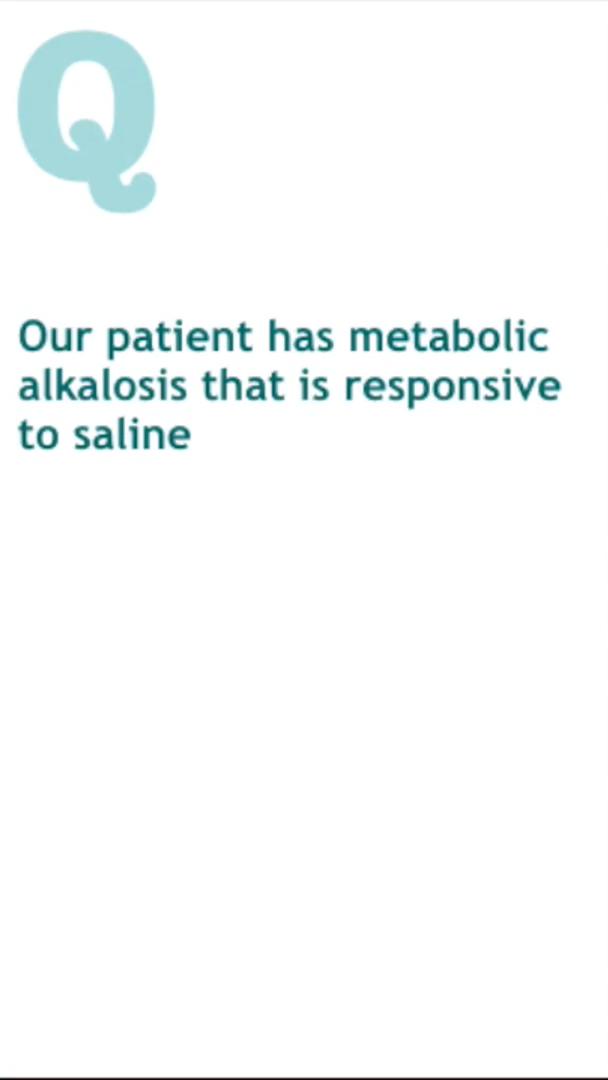 Q
Our patient has metabolic
alkalosis that is responsive
to saline